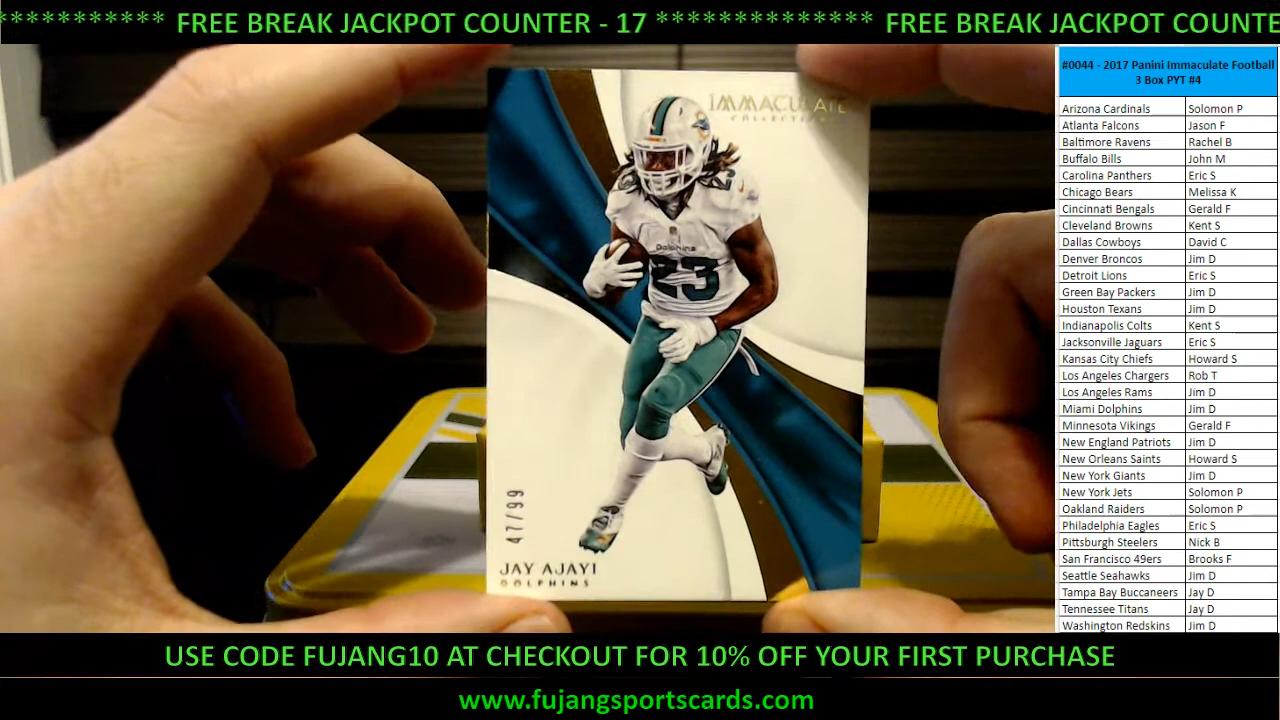 *********** FREE BREAK JACKPOT COUNTER - 17 ************** FREE BREAK JACKPOT COUNTE
#0044 - 2017 Panini Immaculate Football
3 Box PYT #4
Arizona Cardinals Solomon P
Atlanta Falcons Jason F
Baltimore Ravens Rachel B
Buffalo Bills John M
Carolina Panthers Eric S
Chicago Bears Melissa K
Cincinnati Bengals Gerald F
Cleveland Browns Kent S
Dallas Cowboys David C
Denver Broncos Jim D
Detroit Lions Eric S
Green Bay Packers Jim D
Houston Texans Jim D
Indianapolis Colts Kent S
Jacksonville Jaguars Eric S
Kansas City Chiefs Howard S
Los Angeles Chargers Rob T
Los Angeles Rams Jim D
Miami Dolphins Jim D
Minnesota Vikings Gerald F
New England Patriots Jim D
New Orleans Saints Howard S
New York Giants Jim D
New York Jets Solomon P
Oakland Raiders Solomon P
Philadelphia Eagles Eric S
Pittsburgh Steelers Nick B
San Francisco 49ers Brooks F
Seattle Seahawks Jim D
Tampa Bay Buccaneers Jay D
Tennessee Titans Jay D
Washington Redskins Jim D
IMMACULATE
COLLECTION
23
Dolphins
23
47/99
JAY AJAYI
DOLPHINS
USE CODE FUJANG10 AT CHECKOUT FOR 10% OFF YOUR FIRST PURCHASE
www.fujangsportscards.com